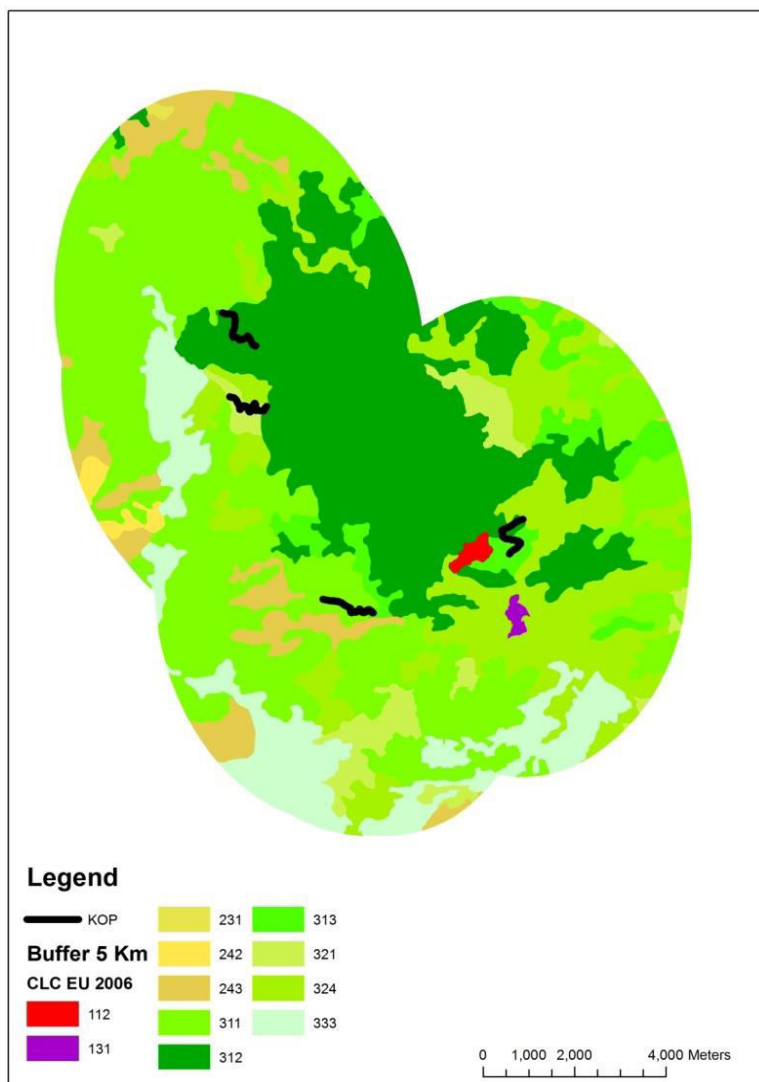 Legend
KOP
Buffer 5 Km
CLC EU 2006
112
131
231
242
243
311
312
313
321
324
333
0 1,000 2,000 4,000 Meters